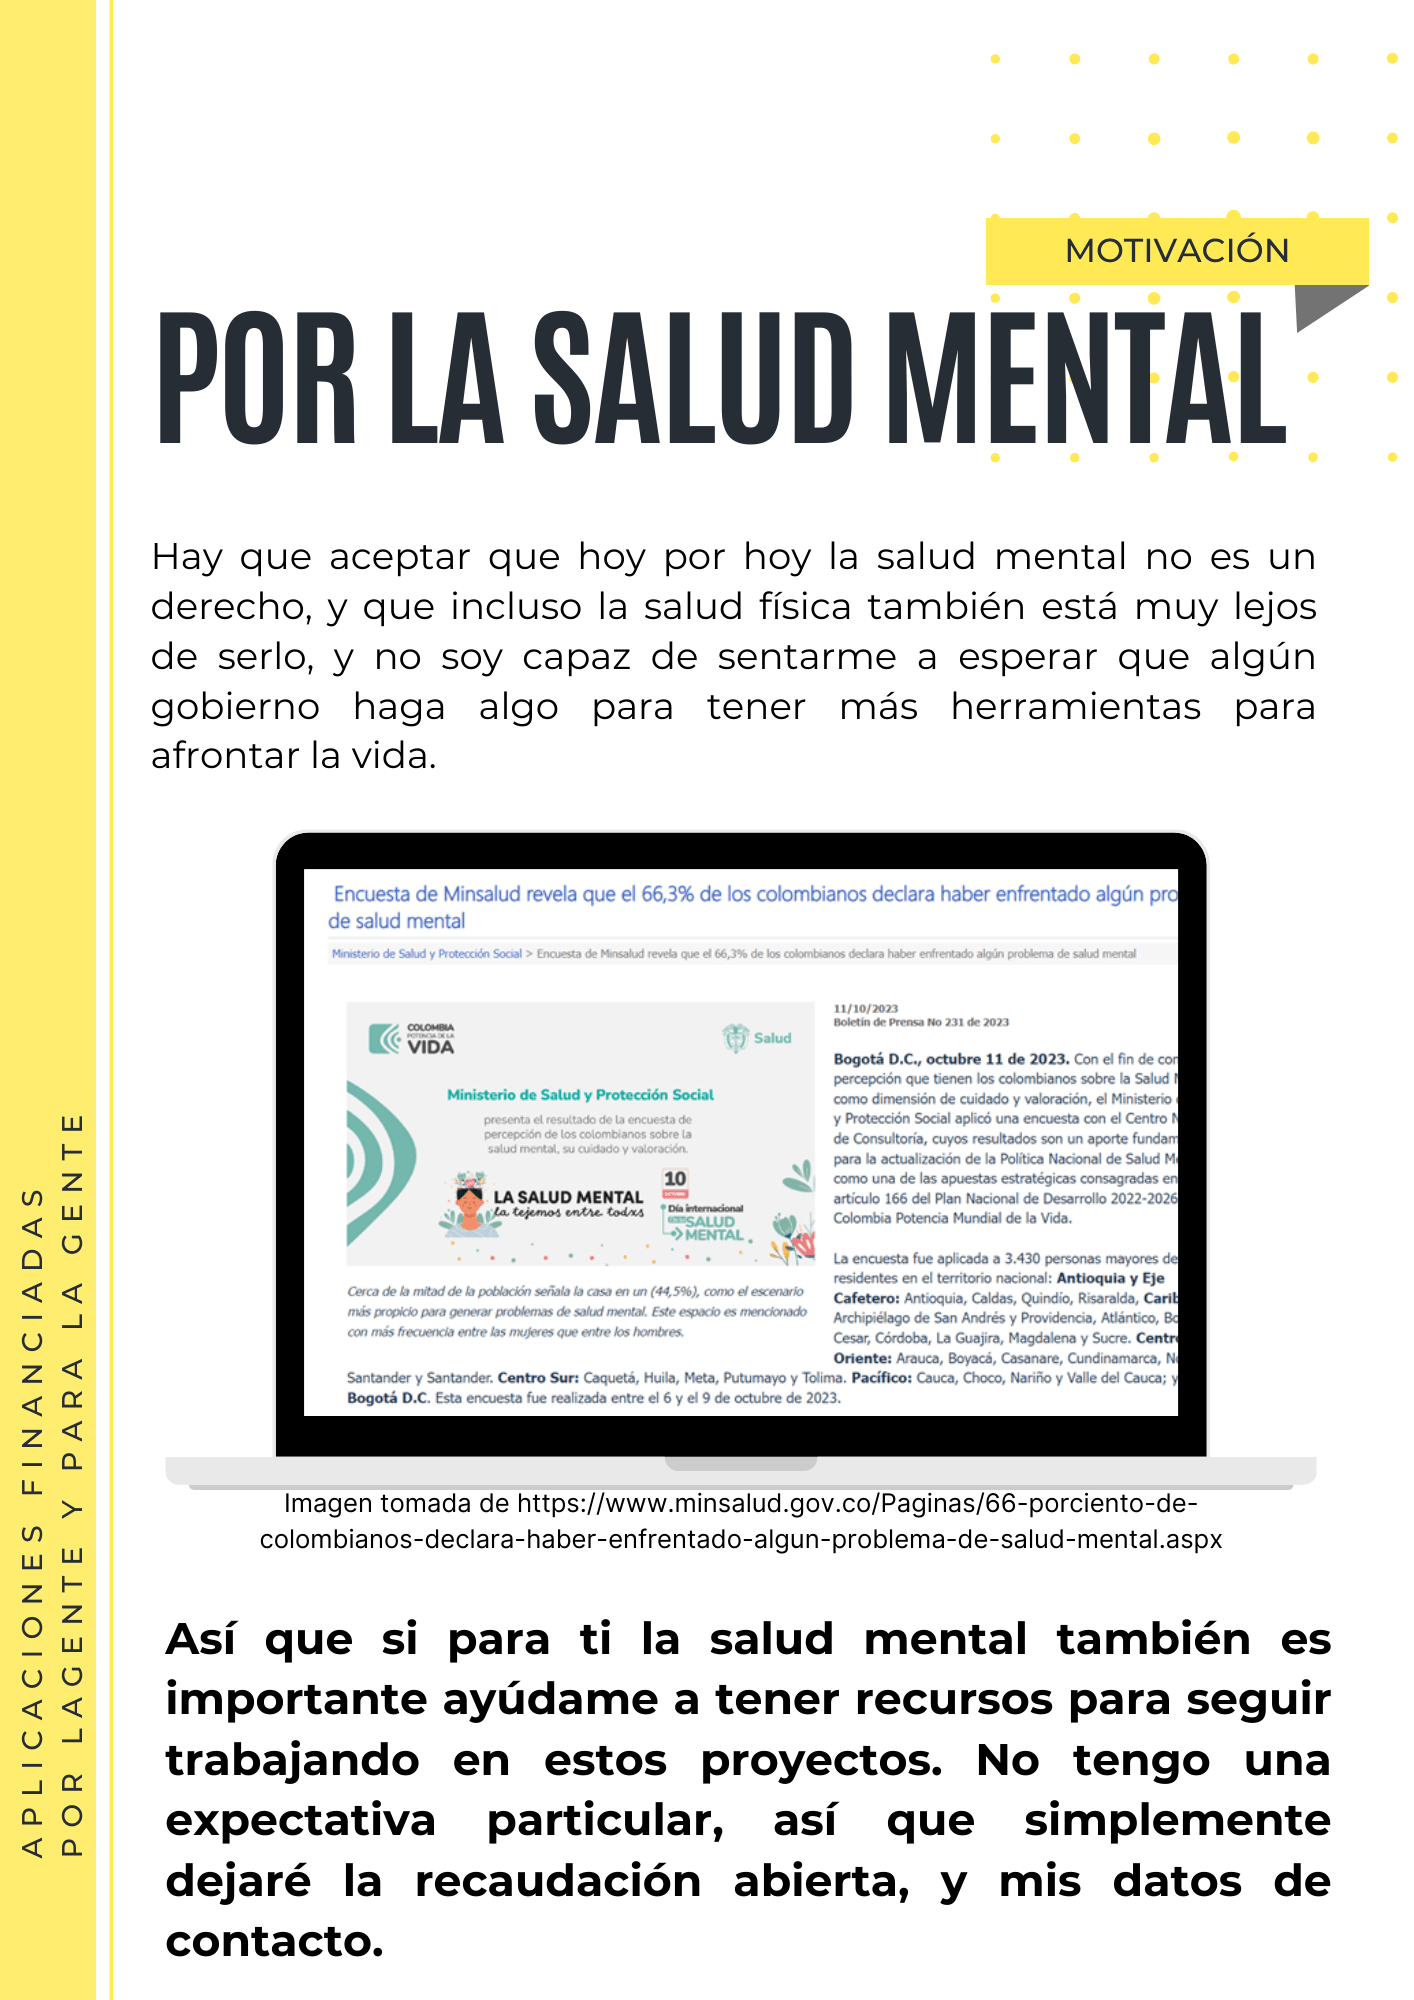 MOTIVACIÓN
POR LA SALUD MENTAL
Hay que aceptar que hoy por hoy la salud mental no es un
derecho, y que incluso la salud física también está muy lejos
de serlo, y no soy capaz de sentarme a esperar que algún
gobierno haga algo para tener más herramientas para
afrontar la vida.
Encuesta de Minsalud revela que el 66,3% de los colombianos declara haber enfrentado algún pro
de salud mental
Ministerio de Salud y Protección Social > Encuesta de Minsalud revela que el 66,3% de los colombianos declara haber enfrentado algún problema de salud mental
COLOMBIA
POTENCIA DE LA
VIDA
Salud
Ministerio de Salud y Protección Social
presenta el resultado de la encuesta de
percepción de los colombianos sobre la
salud mental, su cuidado y valoración.
LA SALUD MENTAL
la tejemos entre todxs
10
OCTUBRE
Día internacional
SALUD
MENTAL
Cerca de la mitad de la población señala la casa en un (44,5%), como el escenario
más propicio para generar problemas de salud mental. Este espacio es mencionado
con más frecuencia entre las mujeres que entre los hombres.
11/10/2023
Boletín de Prensa No 231 de 2023
Bogotá D.C., octubre 11 de 2023. Con el fin de con
percepción que tienen los colombianos sobre la Salud
como dimensión de cuidado y valoración, el Ministerio
y Protección Social aplicó una encuesta con el Centro N
de Consultoría, cuyos resultados son un aporte fundam
para la actualización de la Política Nacional de Salud Me
como una de las apuestas estratégicas consagradas en
artículo 166 del Plan Nacional de Desarrollo 2022-2026
Colombia Potencia Mundial de la Vida.
La encuesta fue aplicada a 3.430 personas mayores de
residentes en el territorio nacional: Antioquia y Eje
Cafetero: Antioquia, Caldas, Quindío, Risaralda, Carib
Archipiélago de San Andrés y Providencia, Atlántico, Bo
Cesar, Córdoba, La Guajira, Magdalena y Sucre. Centro
Oriente: Arauca, Boyacá, Casanare, Cundinamarca, No
Santander y Santander. Centro Sur: Caquetá, Huila, Meta, Putumayo y Tolima. Pacífico: Cauca, Choco, Nariño y Valle del Cauca; y
Bogotá D.C. Esta encuesta fue realizada entre el 6 y el 9 de octubre de 2023.
Imagen tomada de https://www.minsalud.gov.co/Paginas/66-porciento-de-
colombianos-declara-haber-enfrentado-algun-problema-de-salud-mental.aspx
Así que si para ti la salud mental también es
importante ayúdame a tener recursos para seguir
trabajando en estos proyectos. No tengo una
expectativa particular, así que simplemente
dejaré la recaudación abierta, y mis datos de
contacto.
APLICACIONES FINANCIADAS
POR LAGENTE Y PARA LA GENTE